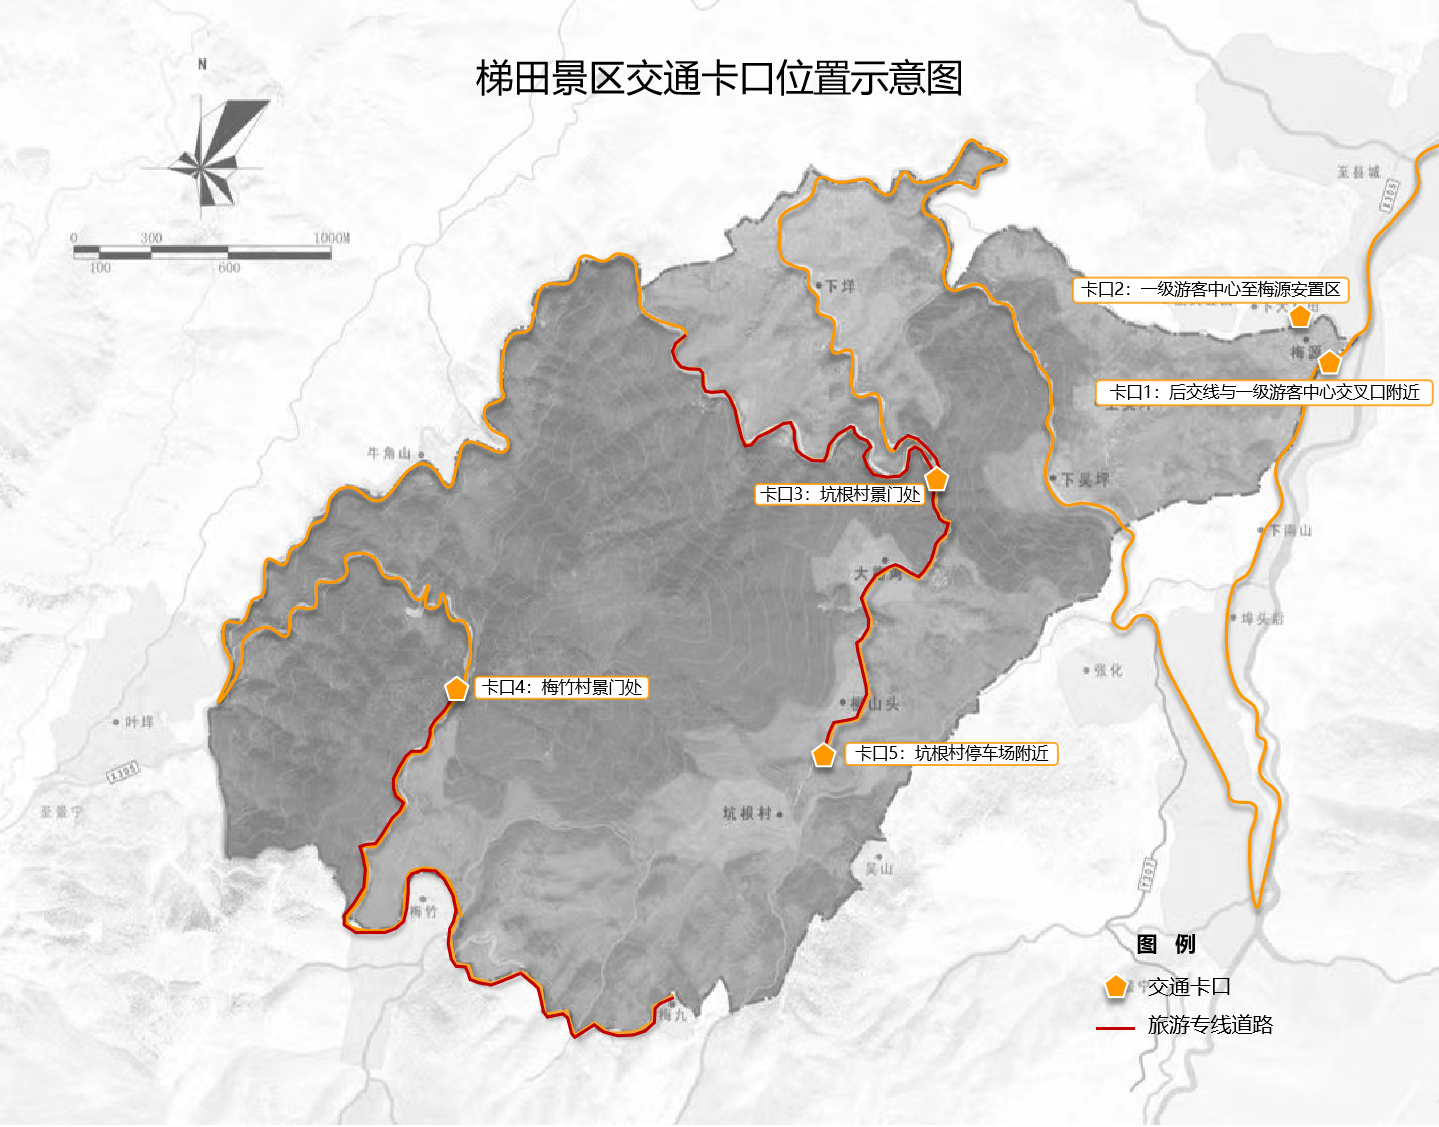 梯田景区交通卡口位置示意图
N
0 300 1000M
100 600
至县城
X305
卡口2：一级游客中心至梅源安置区
下洋
梅源
卡口1：后交线与一级游客中心交叉口附近
牛角山
下吴坪
卡口3：坑根村景门处
下南山
埠头后
张化
卡口4：梅竹村景门处
叶垟
山头
卡口5：坑根村停车场附近
X305
至景宁
坑根村
吴山
梅竹
图 例
交通卡口
梅九
旅游专线道路